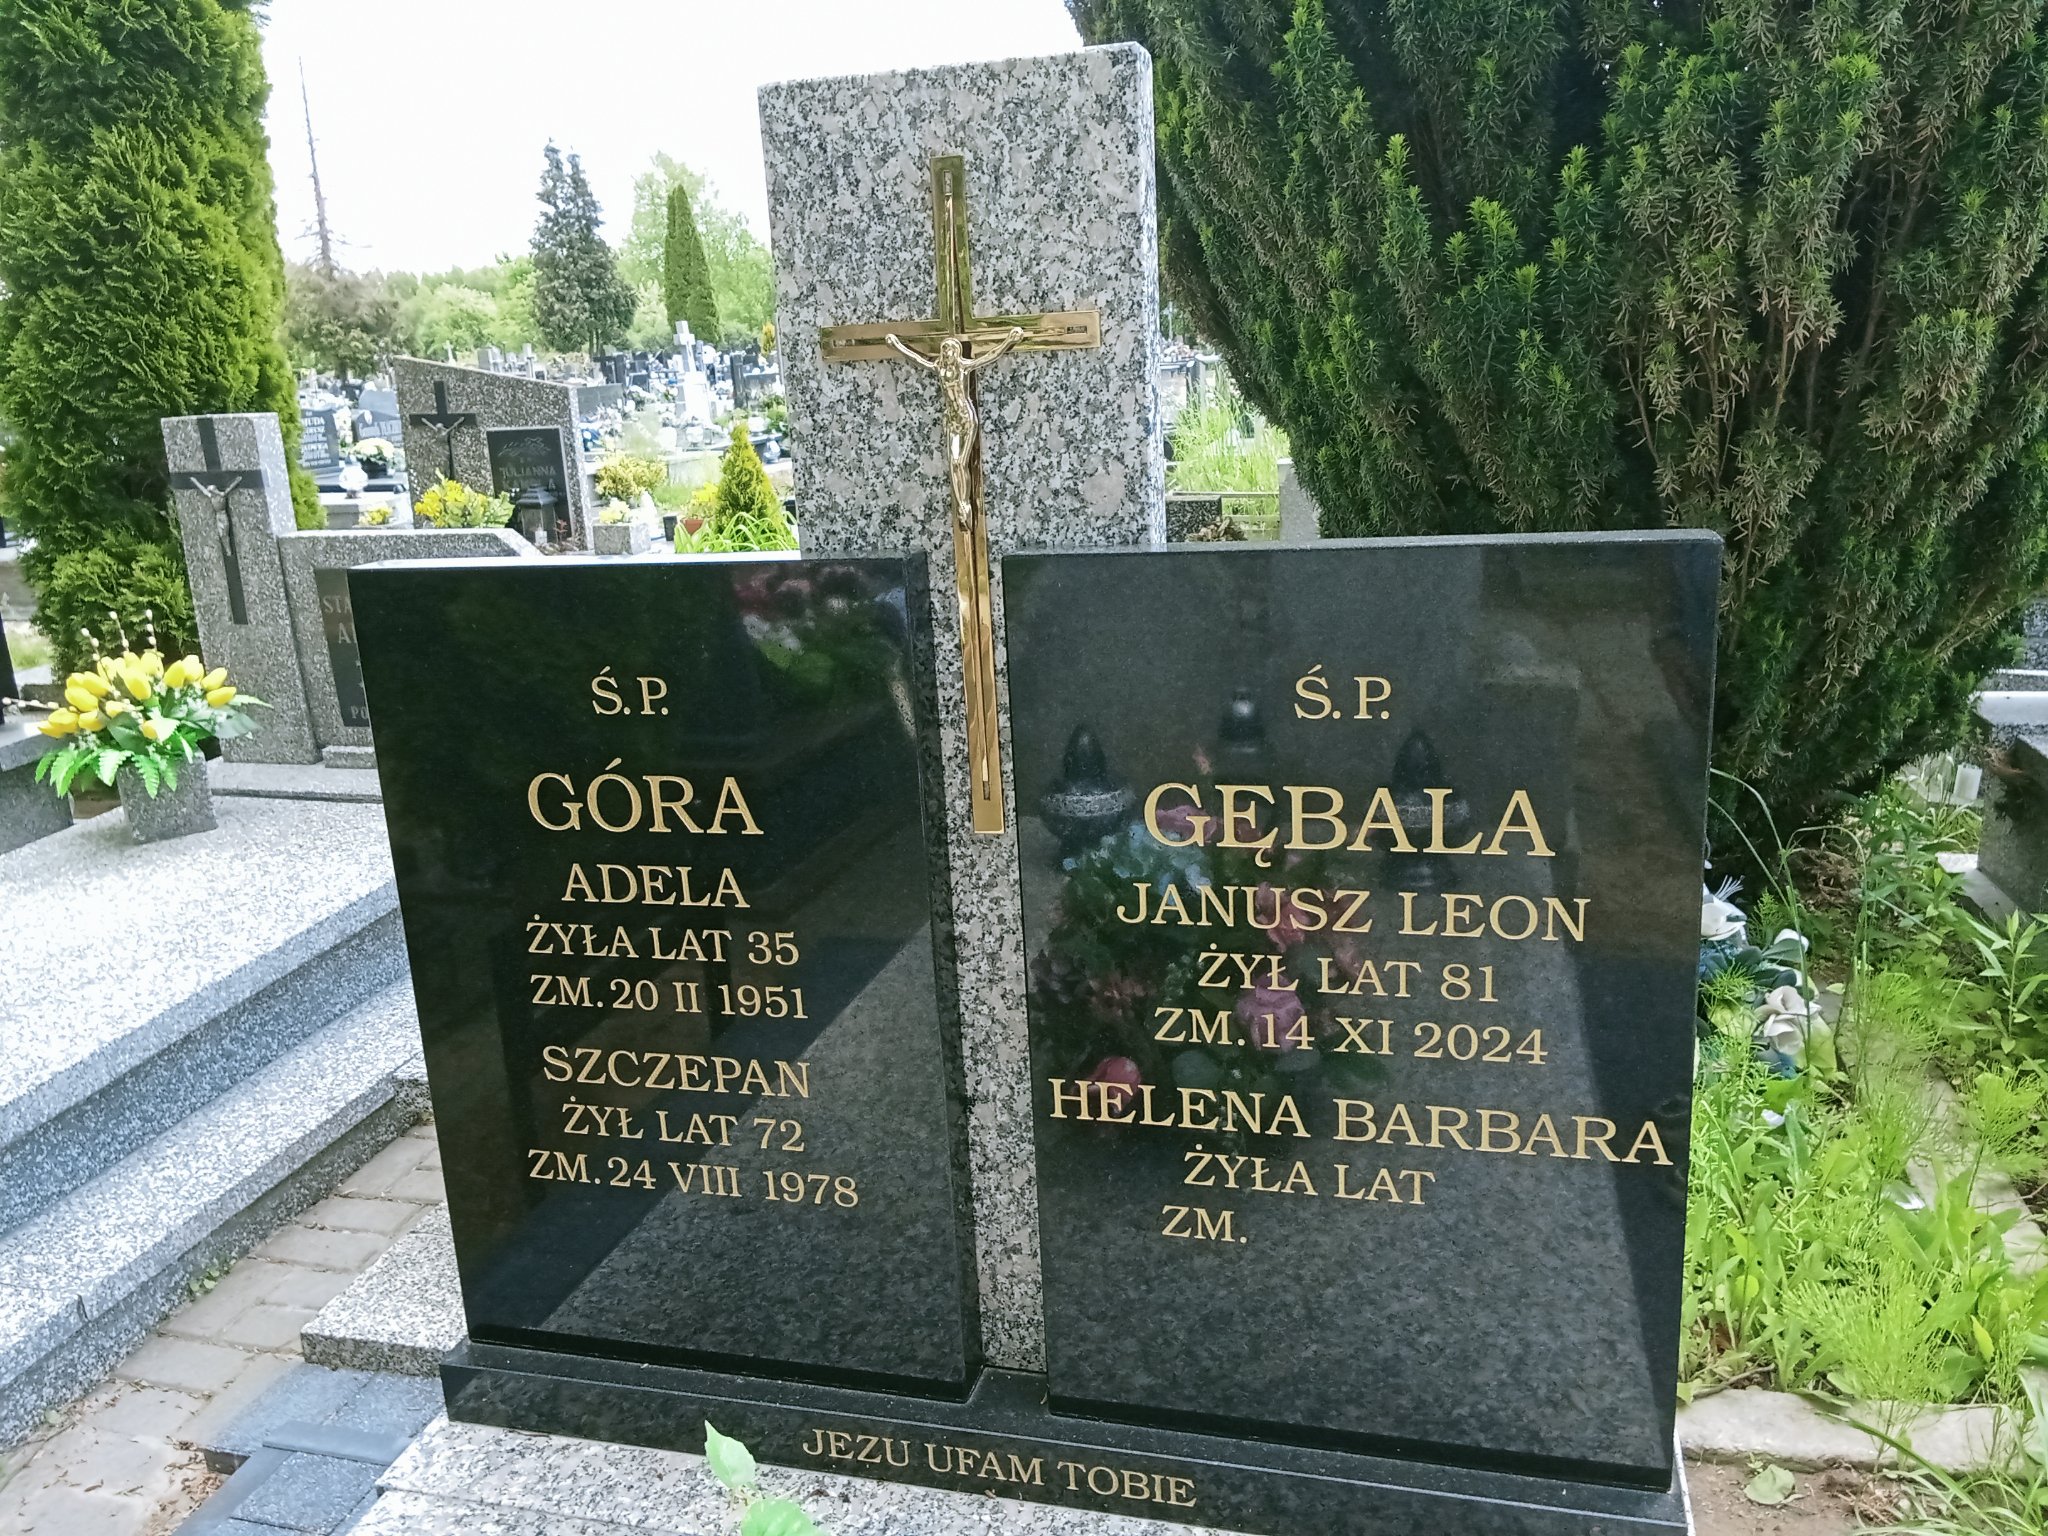 Ś. P.
GÓRA
ADELA
ŻYŁA LAT 35
ZM. 20 II 1951
SZCZEPAN
ŻYŁ LAT 72
ZM. 24 VIII 1978
Ś. P.
GĘBALA
JANUSZ LEON
ŻYŁ LAT 81
ZM. 14 XI 2024
HELENA BARBARA
ŻYŁA LAT
ZM.
JEZU UFAM TOBIE
JULIANNA